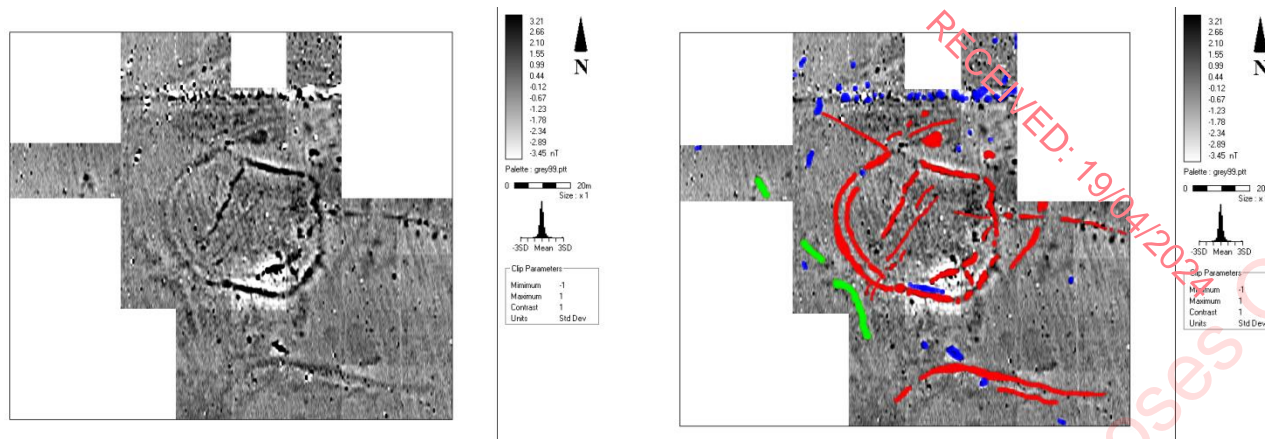 3.21
2.66
2.10
1.55
0.99
0.44
-0.12
-0.67
-1.23
-1.78
-2.34
-2.89
-3.45 nT
N
Palette : grey99.ptt
0 20m
Size : x 1
-3SD Mean 3SD
Clip Parameters
Minimum -1
Maximum 1
Contrast 1
Units Std Dev
RECEIVED: 19/04/2024
3.21
2.66
2.10
1.55
0.99
0.44
-0.12
-0.67
-1.23
-1.78
-2.34
-2.89
-3.45 nT
N
Palette : grey99.ptt
0 20
Size : x
-3SD Mean 3SD
Clip Parameters
Minimum -1
Maximum 1
Contrast 1
Units Std Dev
oses